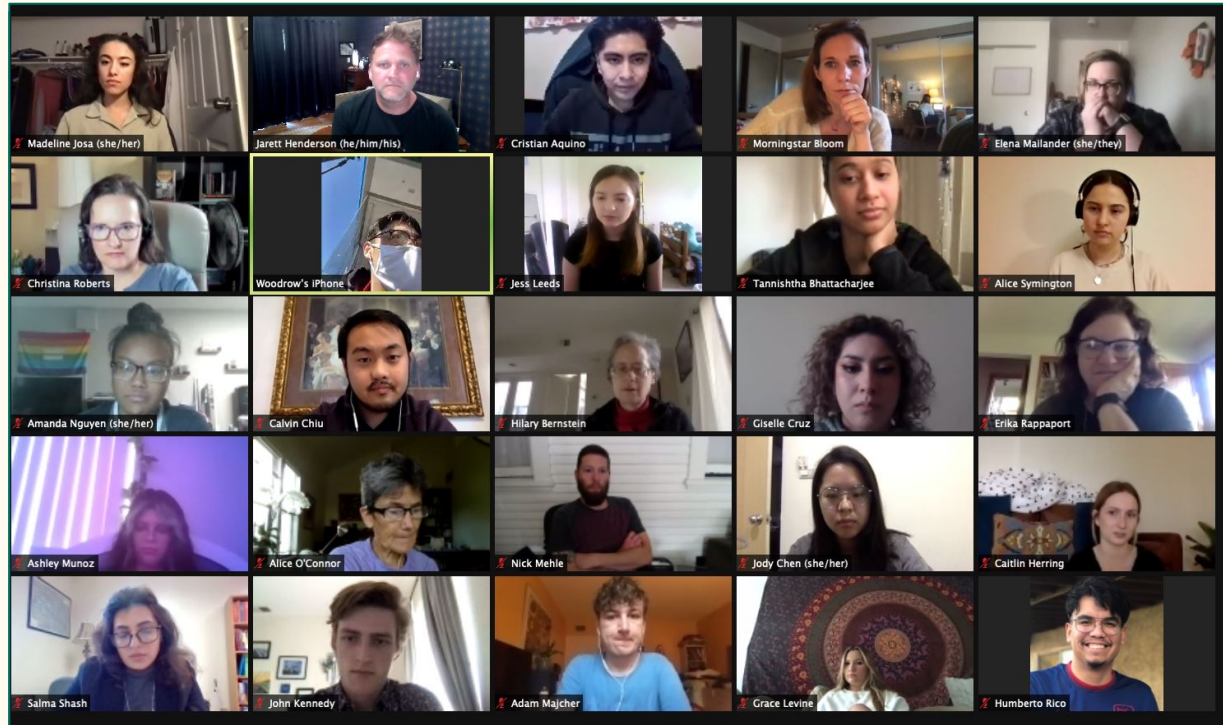 Madeline Josa (she/her)
Jarett Henderson (he/him/his)
Cristian Aquino
Morningstar Bloom
Elena Mailander (she/they)
Christina Roberts
Woodrow's iPhone
Jess Leeds
Tannishtha Bhattacharjee
Alice Symington
Amanda Nguyen (she/her)
Calvin Chiu
Hilary Bernstein
Giselle Cruz
Erika Rappaport
Ashley Munoz
Alice O'Connor
Nick Mehle
Jody Chen (she/her)
Caitlin Herring
Salma Shash
John Kennedy
Adam Majcher
Grace Levine
Humberto Rico